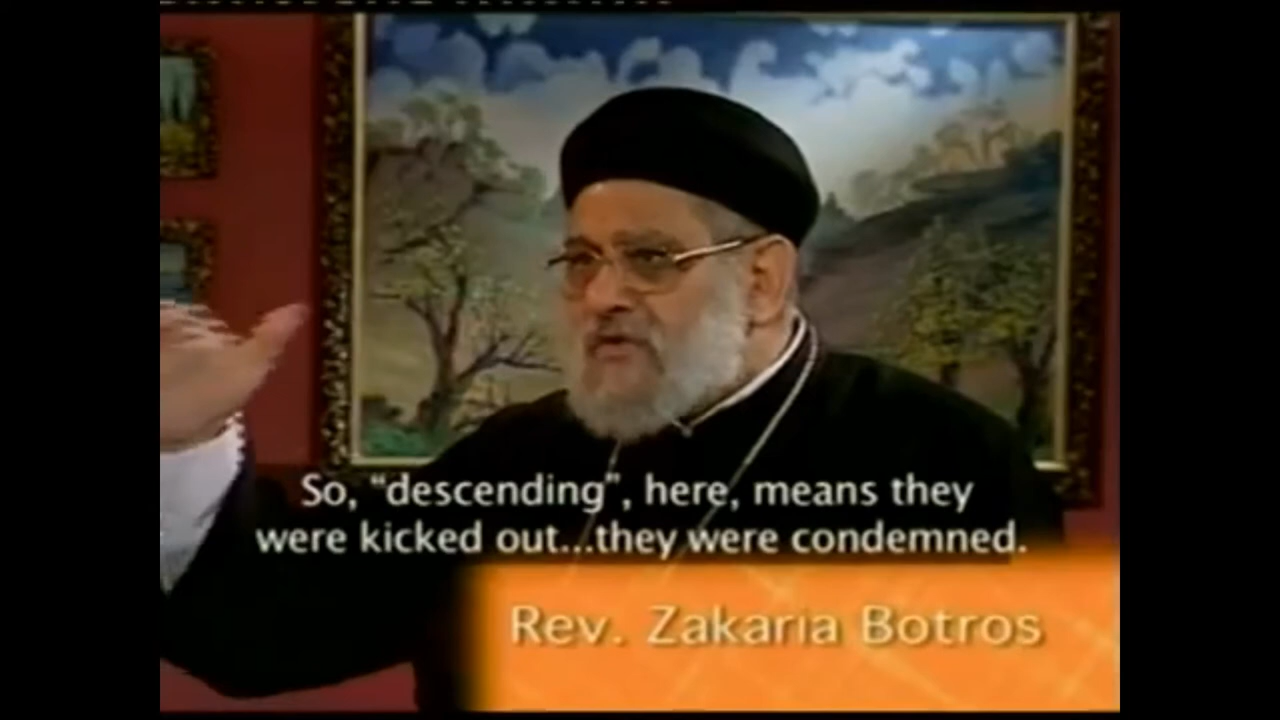 So, “descending”, here, means they
were kicked out...they were condemned.
Rev. Zakaria Botros